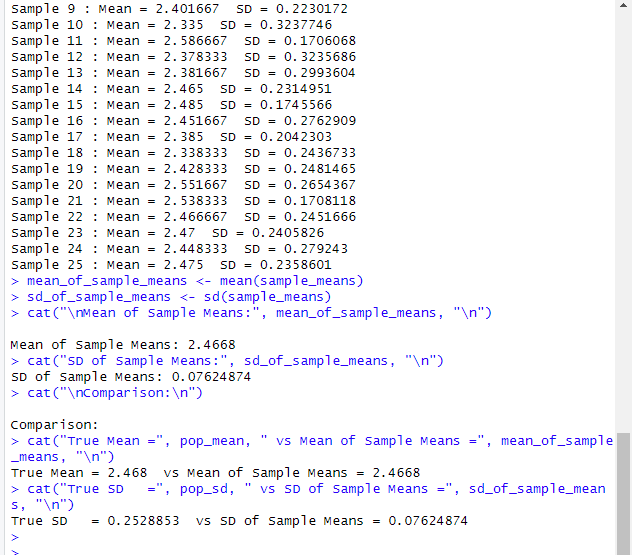 Sample 9 : Mean = 2.401667  SD = 0.2230172
Sample 10 : Mean = 2.335  SD = 0.3237746
Sample 11 : Mean = 2.586667  SD = 0.1706068
Sample 12 : Mean = 2.378333  SD = 0.3235686
Sample 13 : Mean = 2.381667  SD = 0.2993604
Sample 14 : Mean = 2.465  SD = 0.2314951
Sample 15 : Mean = 2.485  SD = 0.1745566
Sample 16 : Mean = 2.451667  SD = 0.2762909
Sample 17 : Mean = 2.385  SD = 0.2042303
Sample 18 : Mean = 2.338333  SD = 0.2436733
Sample 19 : Mean = 2.428333  SD = 0.2481465
Sample 20 : Mean = 2.551667  SD = 0.2654367
Sample 21 : Mean = 2.538333  SD = 0.1708118
Sample 22 : Mean = 2.466667  SD = 0.2451666
Sample 23 : Mean = 2.47  SD = 0.2405826
Sample 24 : Mean = 2.448333  SD = 0.279243
Sample 25 : Mean = 2.475  SD = 0.2358601
> mean_of_sample_means <- mean(sample_means)
> sd_of_sample_means <- sd(sample_means)
> cat("\nMean of Sample Means:", mean_of_sample_means, "\n")

Mean of Sample Means: 2.4668
> cat("SD of Sample Means:", sd_of_sample_means, "\n")
SD of Sample Means: 0.07624874
> cat("\nComparison:\n")

Comparison:
> cat("True Mean =", pop_mean, " vs Mean of Sample Means =", mean_of_sample
_means, "\n")
True Mean = 2.468  vs Mean of Sample Means = 2.4668
> cat("True SD   =", pop_sd, " vs SD of Sample Means =", sd_of_sample_mean
s, "\n")
True SD   = 0.2528853  vs SD of Sample Means = 0.07624874
>
>